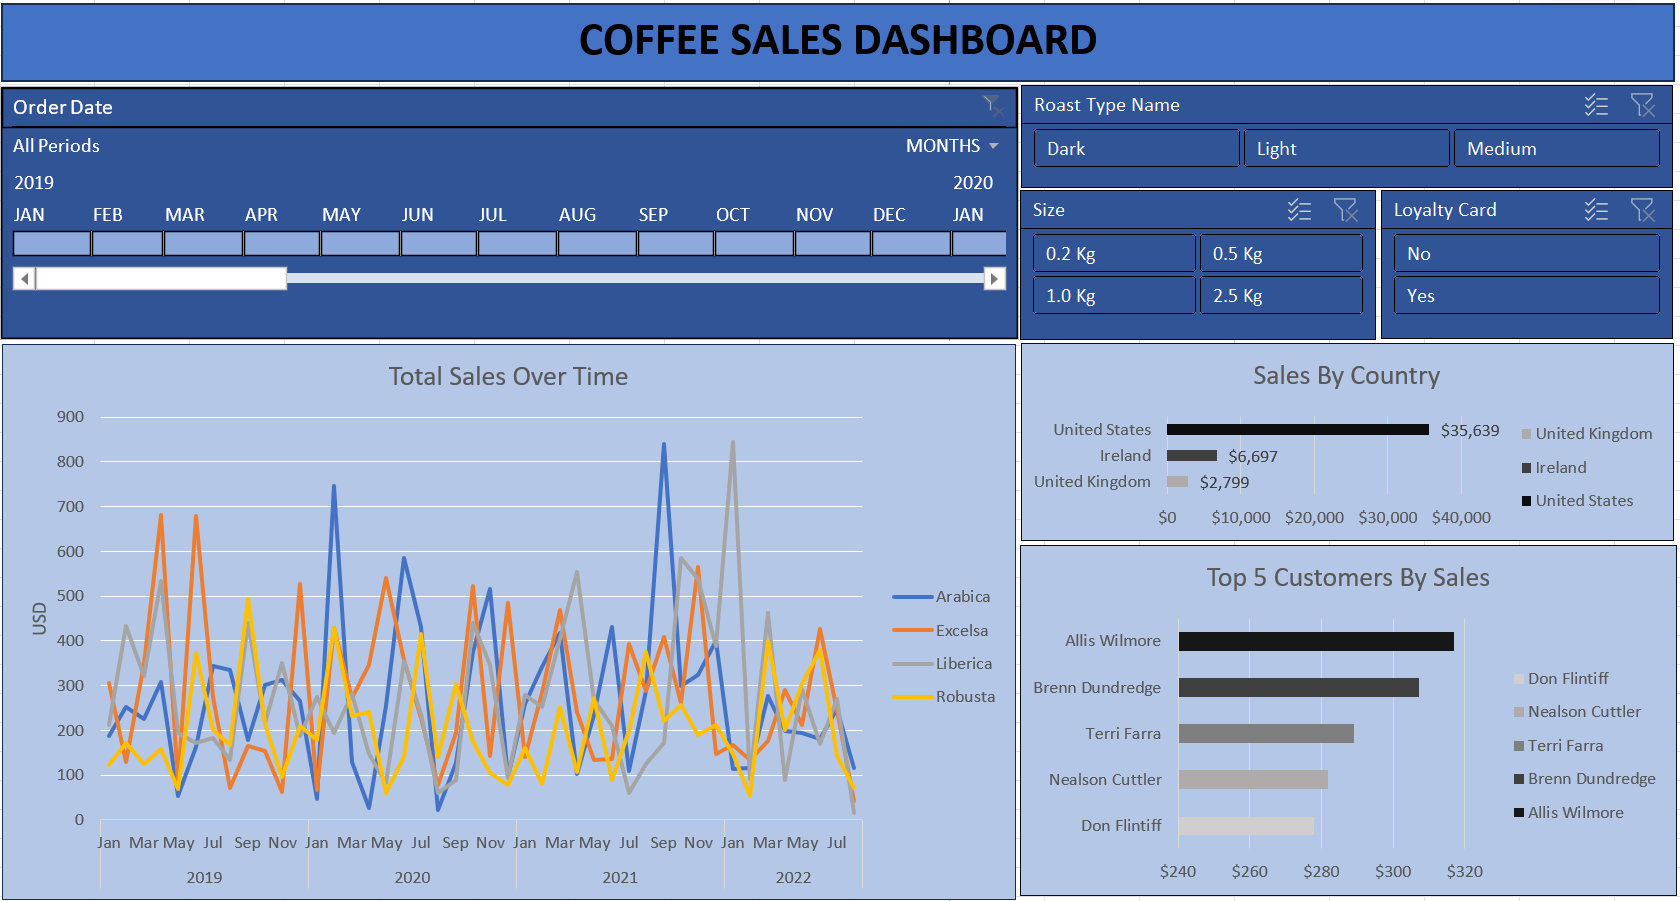 COFFEE SALES DASHBOARD
Order Date
All Periods
MONTHS
2019 2020
JAN FEB MAR APR MAY JUN JUL AUG SEP OCT NOV DEC JAN
Roast Type Name
Dark Light Medium
Size
0.2 Kg 0.5 Kg
1.0 Kg 2.5 Kg
Loyalty Card
No
Yes
Total Sales Over Time
900
800
700
600
500
400
300
200
100
0
USD
Jan Mar May Jul Sep Nov Jan Mar May Jul Sep Nov Jan Mar May Jul Sep Nov Jan Mar May Jul
2019 2020 2021 2022
Arabica
Excelsa
Liberica
Robusta
Sales By Country
United States $35,639
Ireland $6,697
United Kingdom $2,799
$0 $10,000 $20,000 $30,000 $40,000
United Kingdom
Ireland
United States
Top 5 Customers By Sales
Allis Wilmore
Brenn Dundredge
Terri Farra
Nealson Cuttler
Don Flintiff
$240 $260 $280 $300 $320
Don Flintiff
Nealson Cuttler
Terri Farra
Brenn Dundredge
Allis Wilmore